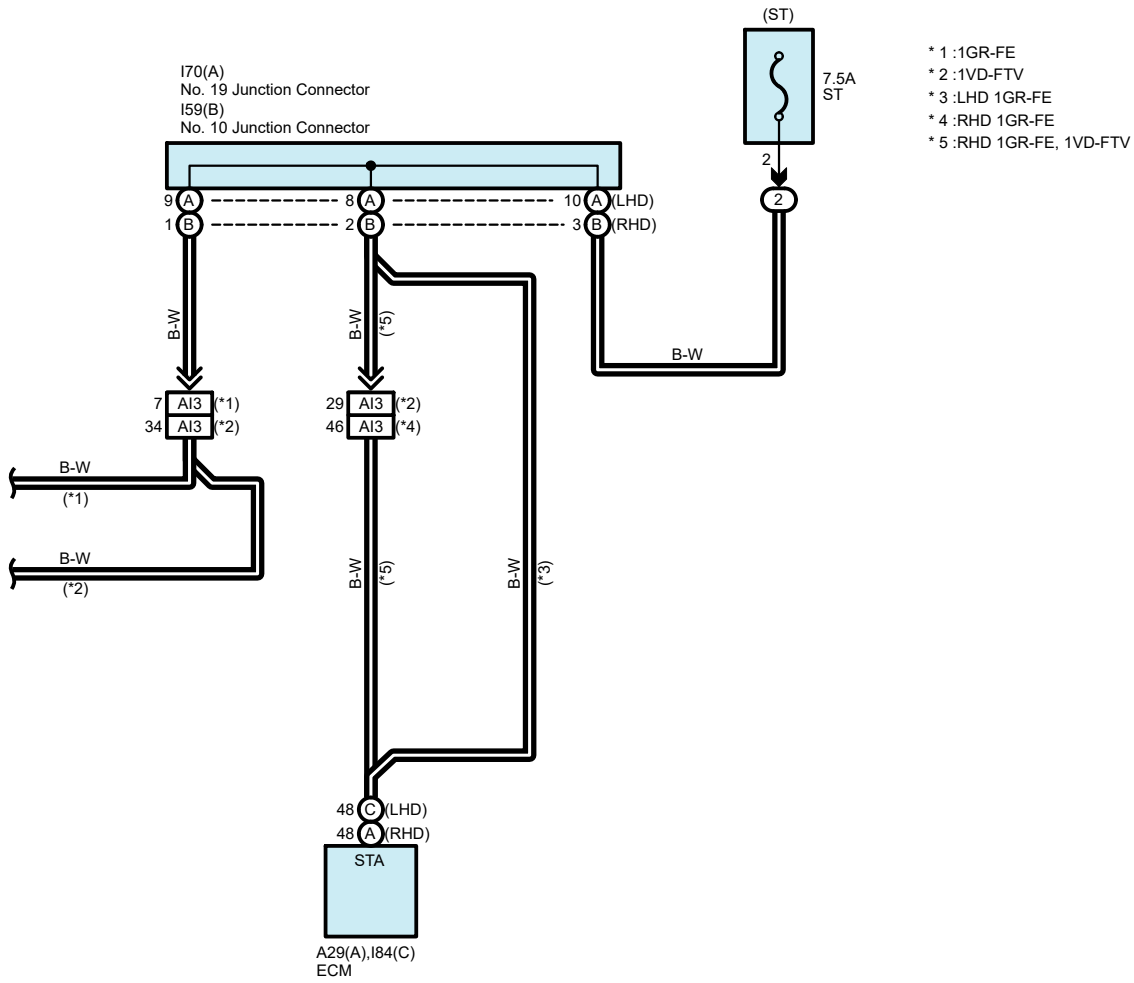 (ST)
7.5A
ST
2
2
* 1 :1GR-FE
* 2 :1VD-FTV
* 3 :LHD 1GR-FE
* 4 :RHD 1GR-FE
* 5 :RHD 1GR-FE, 1VD-FTV
I70(A)
No. 19 Junction Connector
I59(B)
No. 10 Junction Connector
9 A 8 A 10 A (LHD)
1 B 2 B 3 B (RHD)
B-W
B-W
(*5)
B-W
7 AI3 (*1)
34 AI3 (*2)
29 AI3 (*2)
46 AI3 (*4)
B-W
(*1)
B-W
(*2)
B-W
(*5)
B-W
(*3)
48 C (LHD)
48 A (RHD)
STA
A29(A),I84(C)
ECM